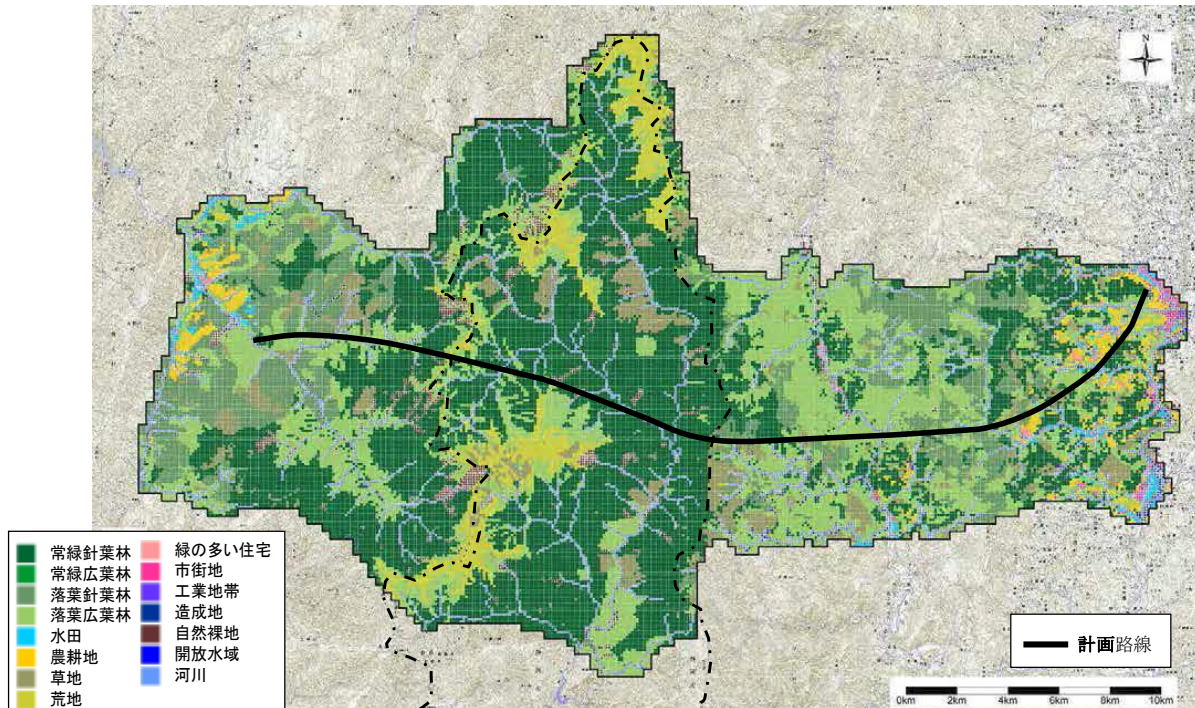 N
常緑針葉林
常緑広葉林
落葉針葉林
落葉広葉林
水田
農耕地
草地
荒地
緑の多い住宅
市街地
工業地帯
造成地
自然裸地
開放水域
河川
計画路線
0km 2km 4km 6km 8km 10km